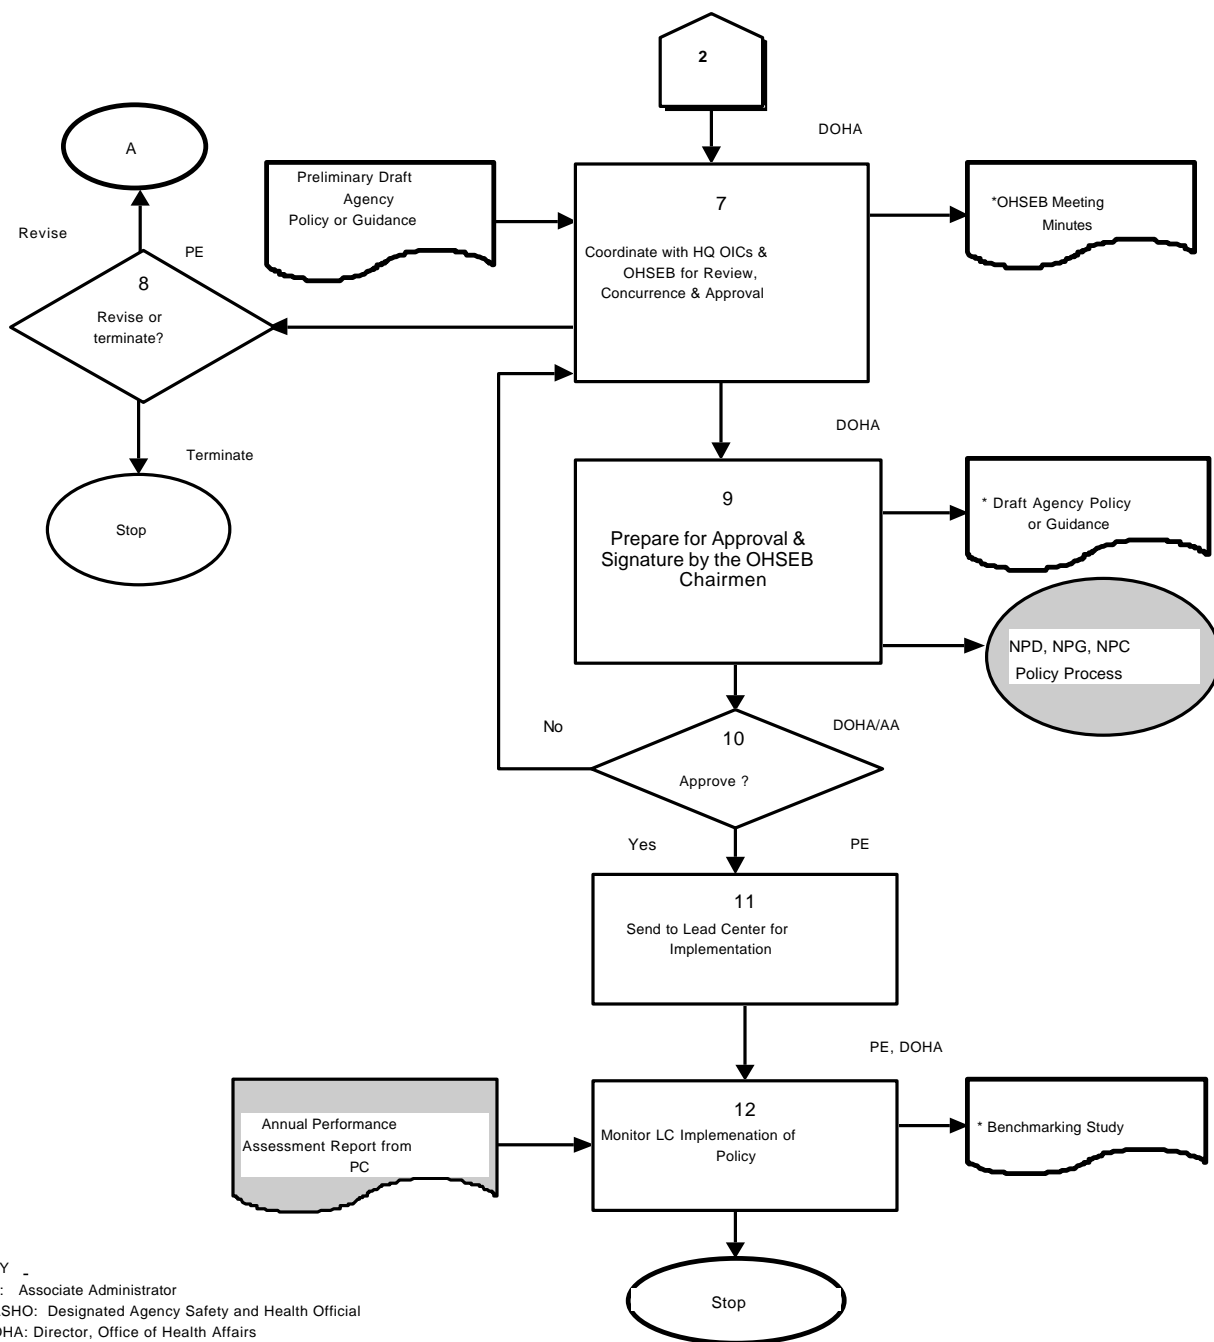 2
DOHA
A
Preliminary Draft
Agency
Policy or Guidance
7
Coordinate with HQ OICs &
OHSEB for Review,
Concurrence & Approval
*OHSEB Meeting
Minutes
Revise
PE
8
Revise or
terminate?
Terminate
Stop
DOHA
9
Prepare for Approval &
Signature by the OHSEB
Chairmen
* Draft Agency Policy
or Guidance
NPD, NPG, NPC
Policy Process
No
DOHA/AA
10
Approve ?
Yes
PE
11
Send to Lead Center for
Implementation
PE, DOHA
Annual Performance
Assessment Report from
PC
12
Monitor LC Implemenation of
Policy
* Benchmarking Study
Stop
Y -
: Associate Administrator
ASHO: Designated Agency Safety and Health Official
OHA: Director, Office of Health Affairs